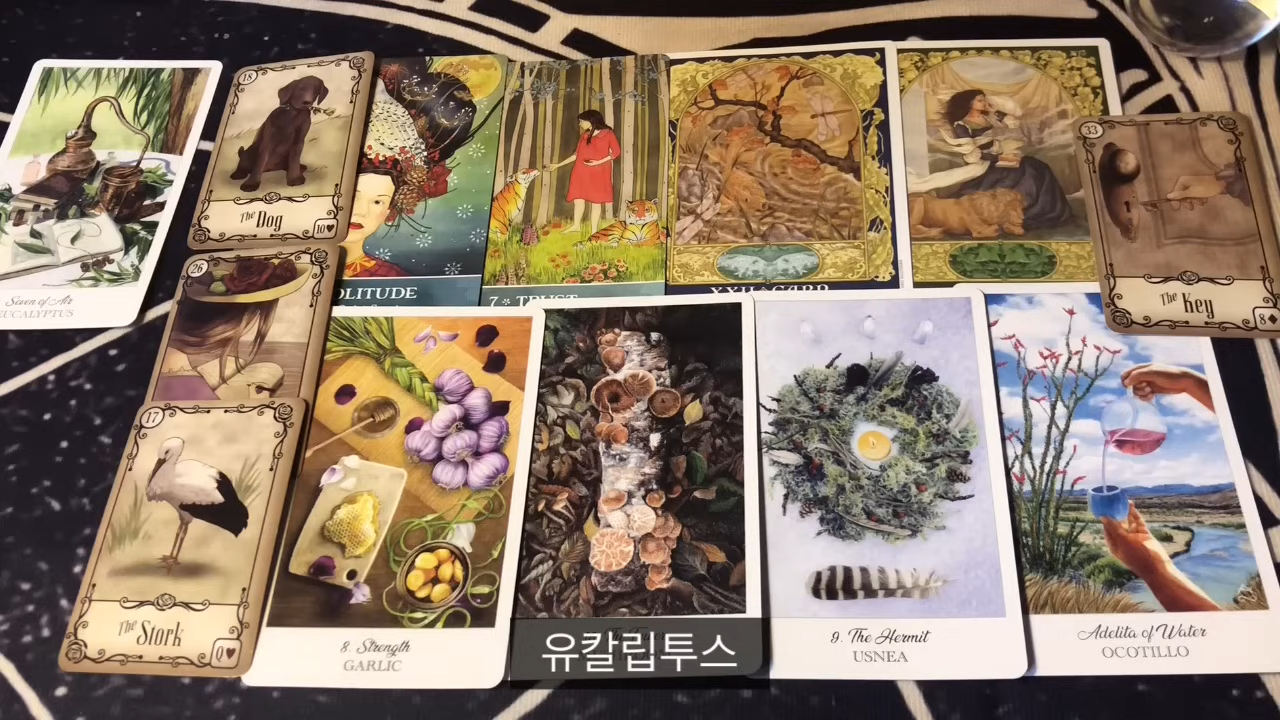 18
The Dog
10♥
OLITUDE
7 TRUST
33
The Key
8♦
Seven of Air
EUCALYPTUS
26
17
The Stork
Q♥
8. Strength
GARLIC
9. The Hermit
USNEA
Adelita of Water
OCOTILLO
유칼립투스